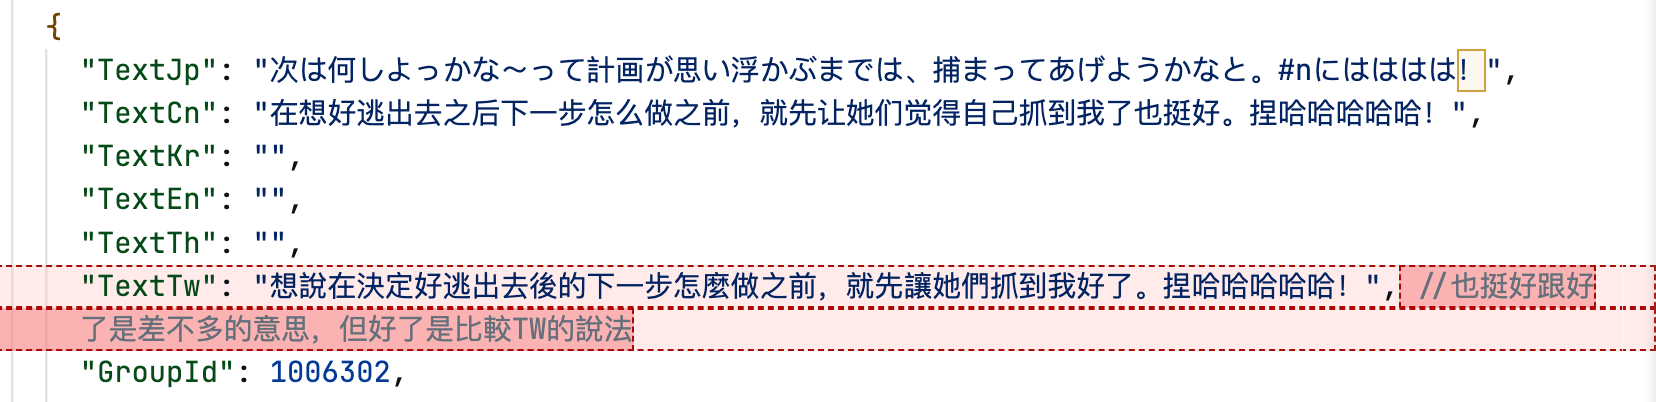 {
"TextJp": "次は何しよっかな～って計画が思い浮かぶまでは、捕まってあげようかなと。#nにはははは！",
"TextCn": "在想好逃出去之后下一步怎么做之前，就先让她们觉得自己抓到我了也挺好。捏哈哈哈哈哈！",
"TextKr": "",
"TextEn": "",
"TextTh": "",
"TextTw": "想說在決定好逃出去後的下一步怎麼做之前，就先讓她們抓到我好了。捏哈哈哈哈哈！", //也挺好跟好
了是差不多的意思，但好了是比較TW的說法
"GroupId": 1006302,